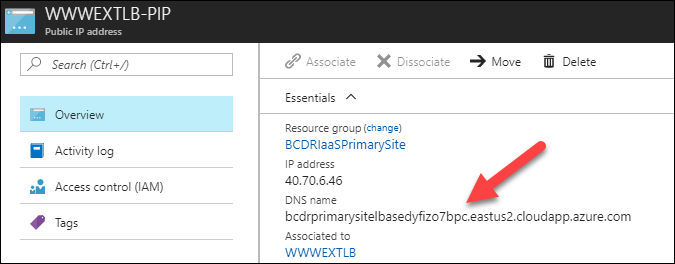 WWWEXTLB-PIP
Public IP address
Search (Ctrl+/)
Overview
Activity log
Access control (IAM)
Tags
Associate Dissociate Move Delete
Essentials
Resource group (change)
BCDRIaaSPrimarySite
IP address
40.70.6.46
DNS name
bcdrprimarysitelbasedyfizo7bpc.eastus2.cloudapp.azure.com
Associated to
WWWEXTLB